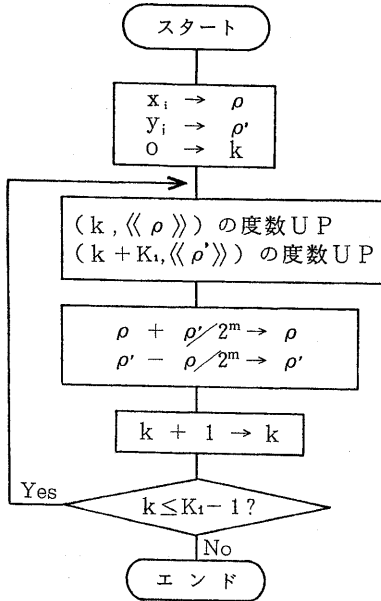 スタート
xᵢ → ρ
yᵢ → ρ'
0 → k
(k,《ρ》)の度数UP
(k+K₁,《ρ'》)の度数UP
ρ + ρ'/2ᵐ → ρ
ρ' - ρ/2ᵐ → ρ'
k + 1 → k
k≤K₁-1?
Yes
No
エンド